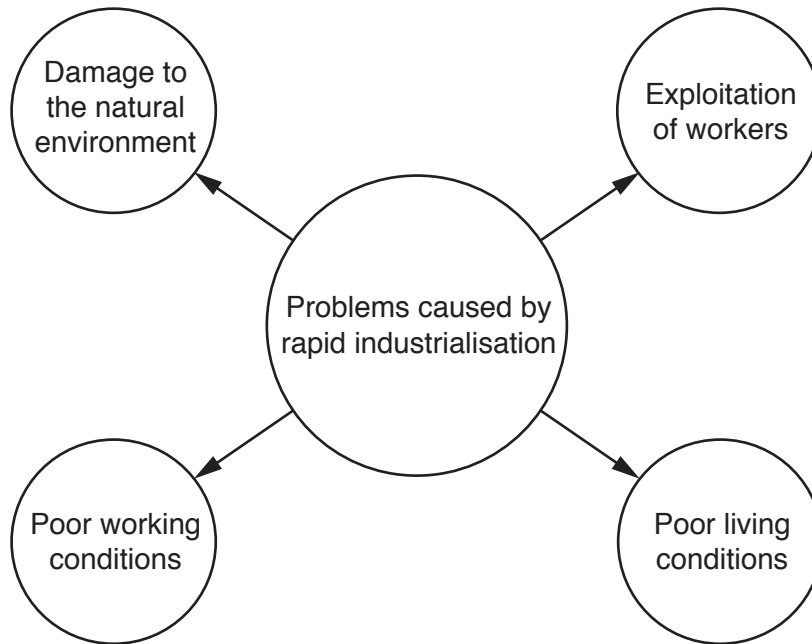 Damage to
the natural
environment
Exploitation
of workers
Problems caused by
rapid industrialisation
Poor working
conditions
Poor living
conditions